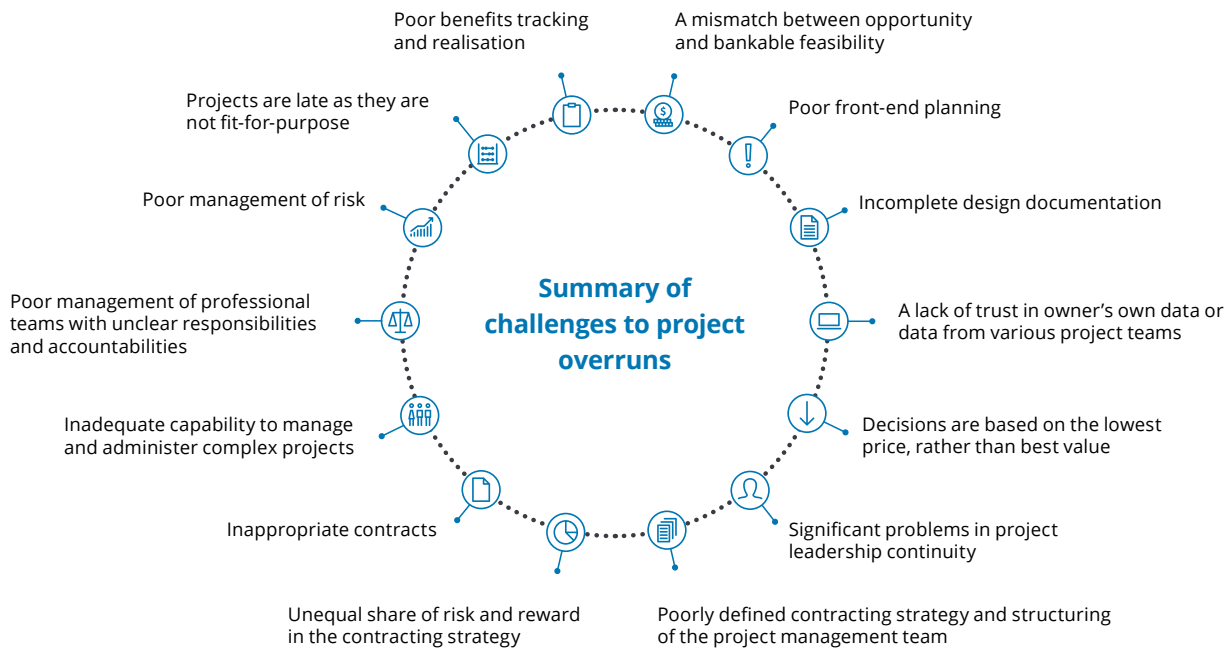 Poor benefits tracking
and realisation
A mismatch between opportunity
and bankable feasibility
Projects are late as they are
not fit-for-purpose
Poor front-end planning
Poor management of risk
Incomplete design documentation
Summary of
challenges to project
overruns
Poor management of professional
teams with unclear responsibilities
and accountabilities
A lack of trust in owner’s own data or
data from various project teams
Inadequate capability to manage
and administer complex projects
Decisions are based on the lowest
price, rather than best value
Inappropriate contracts
Significant problems in project
leadership continuity
Unequal share of risk and reward
in the contracting strategy
Poorly defined contracting strategy and structuring
of the project management team
$